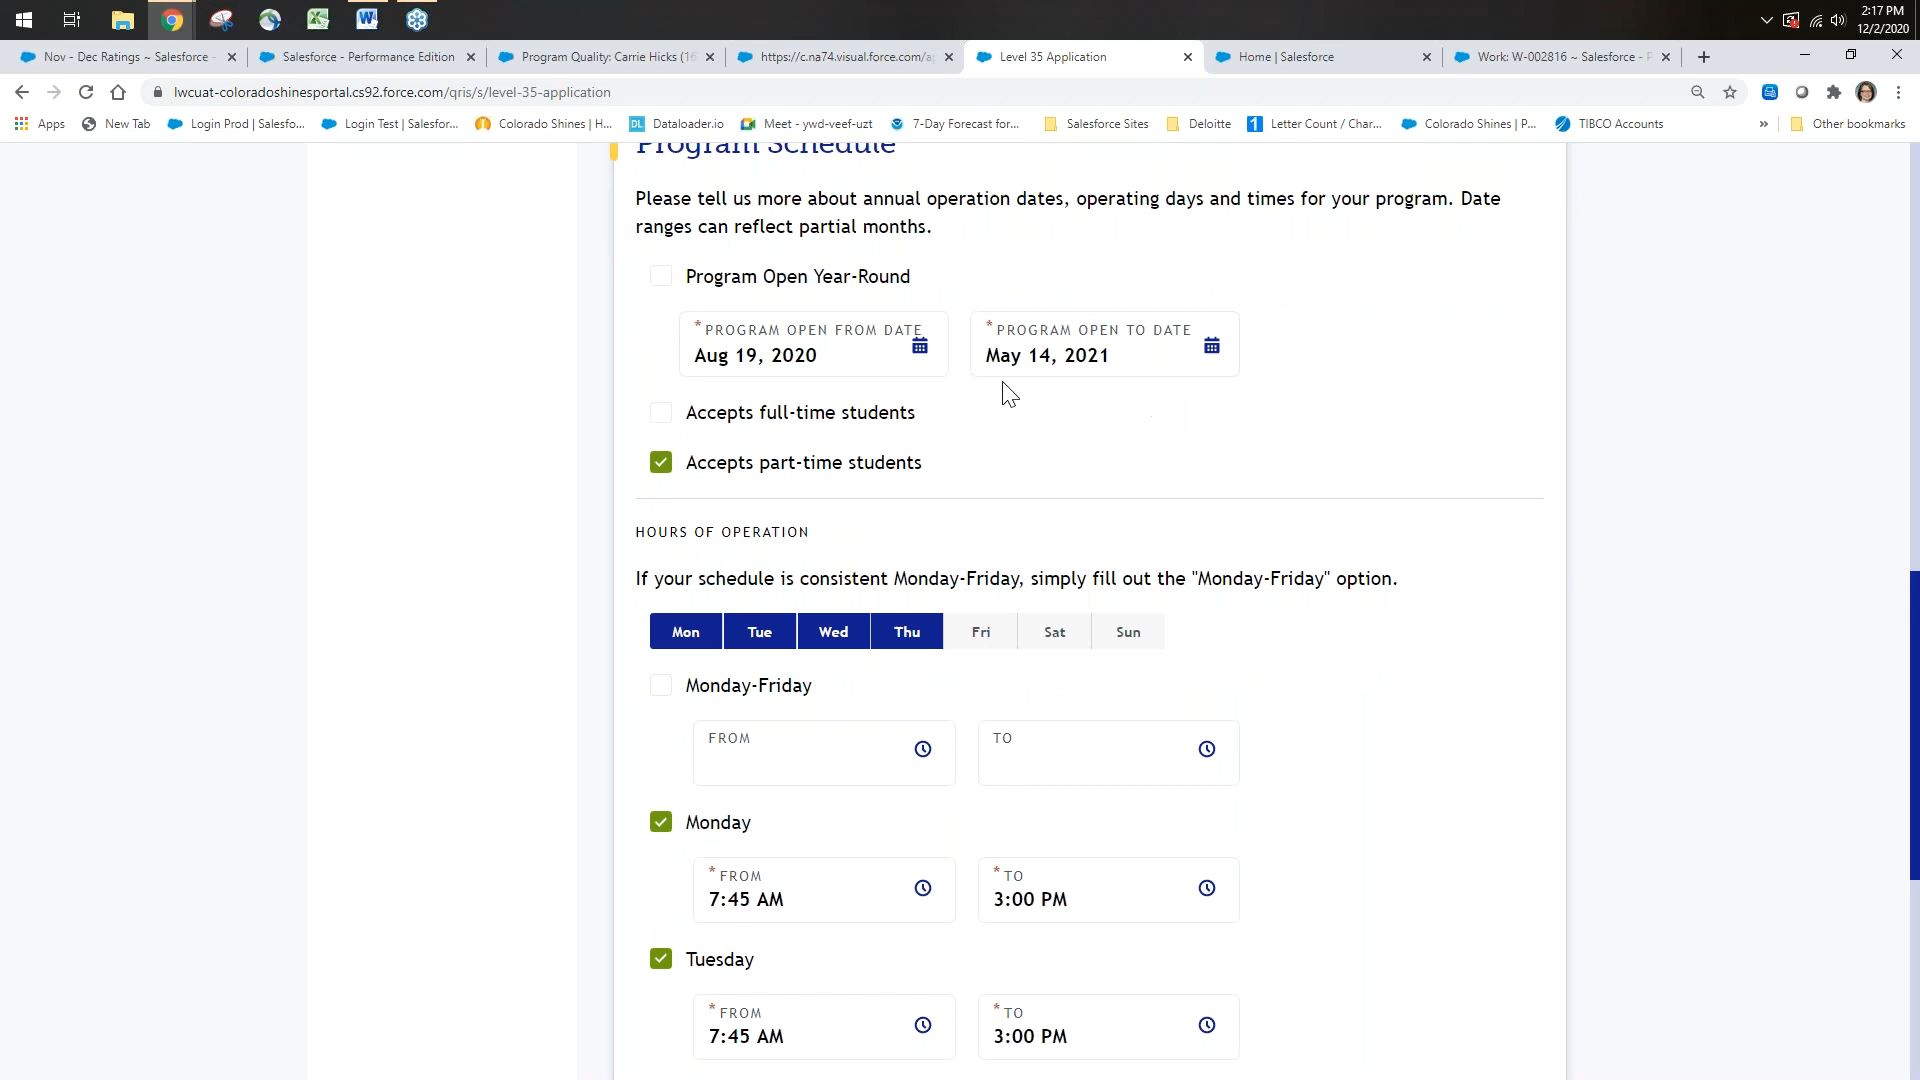 2:17 PM
12/2/2020
Nov - Dec Ratings ~ Salesforce -
Salesforce - Performance Edition
Program Quality: Carrie Hicks (16
https://c.na74.visual.force.com/a
Level 35 Application
Home | Salesforce
Work: W-002816 ~ Salesforce - P
lwcuat-coloradoshinesportal.cs92.force.com/qris/s/level-35-application
Apps
New Tab
Login Prod | Salesfo...
Login Test | Salesfor...
Colorado Shines | H...
DL Dataloader.io
Meet - ywd-veef-uzt
7-Day Forecast for...
Salesforce Sites
Deloitte
1 Letter Count / Char...
Colorado Shines | P...
TIBCO Accounts
»
Other bookmarks
Program Schedule
Please tell us more about annual operation dates, operating days and times for your program. Date
ranges can reflect partial months.
Program Open Year-Round
*PROGRAM OPEN FROM DATE
Aug 19, 2020
*PROGRAM OPEN TO DATE
May 14, 2021
Accepts full-time students
Accepts part-time students
HOURS OF OPERATION
If your schedule is consistent Monday-Friday, simply fill out the "Monday-Friday" option.
Mon Tue Wed Thu Fri Sat Sun
Monday-Friday
FROM
TO
Monday
*FROM
7:45 AM
*TO
3:00 PM
Tuesday
*FROM
7:45 AM
*TO
3:00 PM